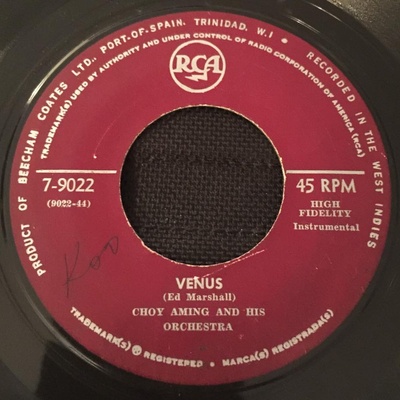 PRODUCT OF BEECHAM COATES LTD., PORT-OF-SPAIN, TRINIDAD, W.I • RECORDED IN THE WEST INDIES
TRADEMARK(S) USED BY AUTHORITY AND UNDER CONTROL OF RADIO CORPORATION OF AMERICA (RCA)
RCA
7-9022
(9022-44)
45 RPM
HIGH
FIDELITY
Instrumental
Koo
VENUS
(Ed Marshall)
CHOY AMING AND HIS
ORCHESTRA
TRADEMARK(S) ® REGISTERED • MARCA(S) REGISTRADA(S)